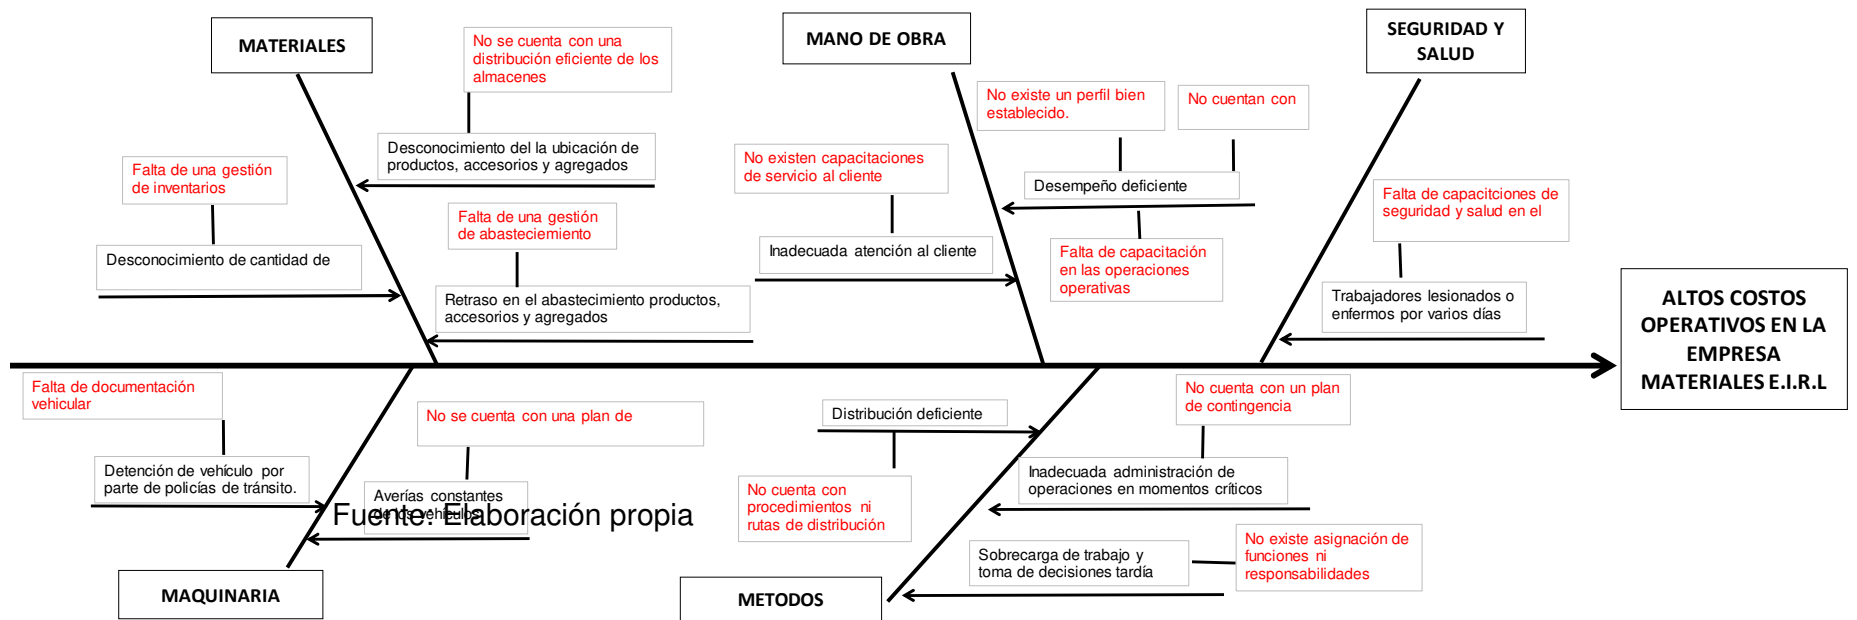 MATERIALES
No se cuenta con una
distribución eficiente de los
almacenes
Desconocimiento del la ubicación de
productos, accesorios y agregados
Falta de una gestión
de inventarios
Desconocimiento de cantidad de
Falta de una gestión
de abasteciemiento
Retraso en el abastecimiento productos,
accesorios y agregados
MANO DE OBRA
No existe un perfil bien
establecido.
No cuentan con
Desempeño deficiente
No existen capacitaciones
de servicio al cliente
Inadecuada atención al cliente
Falta de capacitación
en las operaciones
operativas
SEGURIDAD Y
SALUD
Falta de capacitciones de
seguridad y salud en el
Trabajadores lesionados o
enfermos por varios días
ALTOS COSTOS
OPERATIVOS EN LA
EMPRESA
MATERIALES E.I.R.L
Falta de documentación
vehicular
Detención de vehículo por
parte de policías de tránsito.
No se cuenta con una plan de
Averías constantes
de los vehículos
Fuente: Elaboración propia
MAQUINARIA
Distribución deficiente
No cuenta con
procedimientos ni
rutas de distribución
No cuenta con un plan
de contingencia
Inadecuada administración de
operaciones en momentos críticos
Sobrecarga de trabajo y
toma de decisiones tardía
No existe asignación de
funciones ni
responsabilidades
METODOS